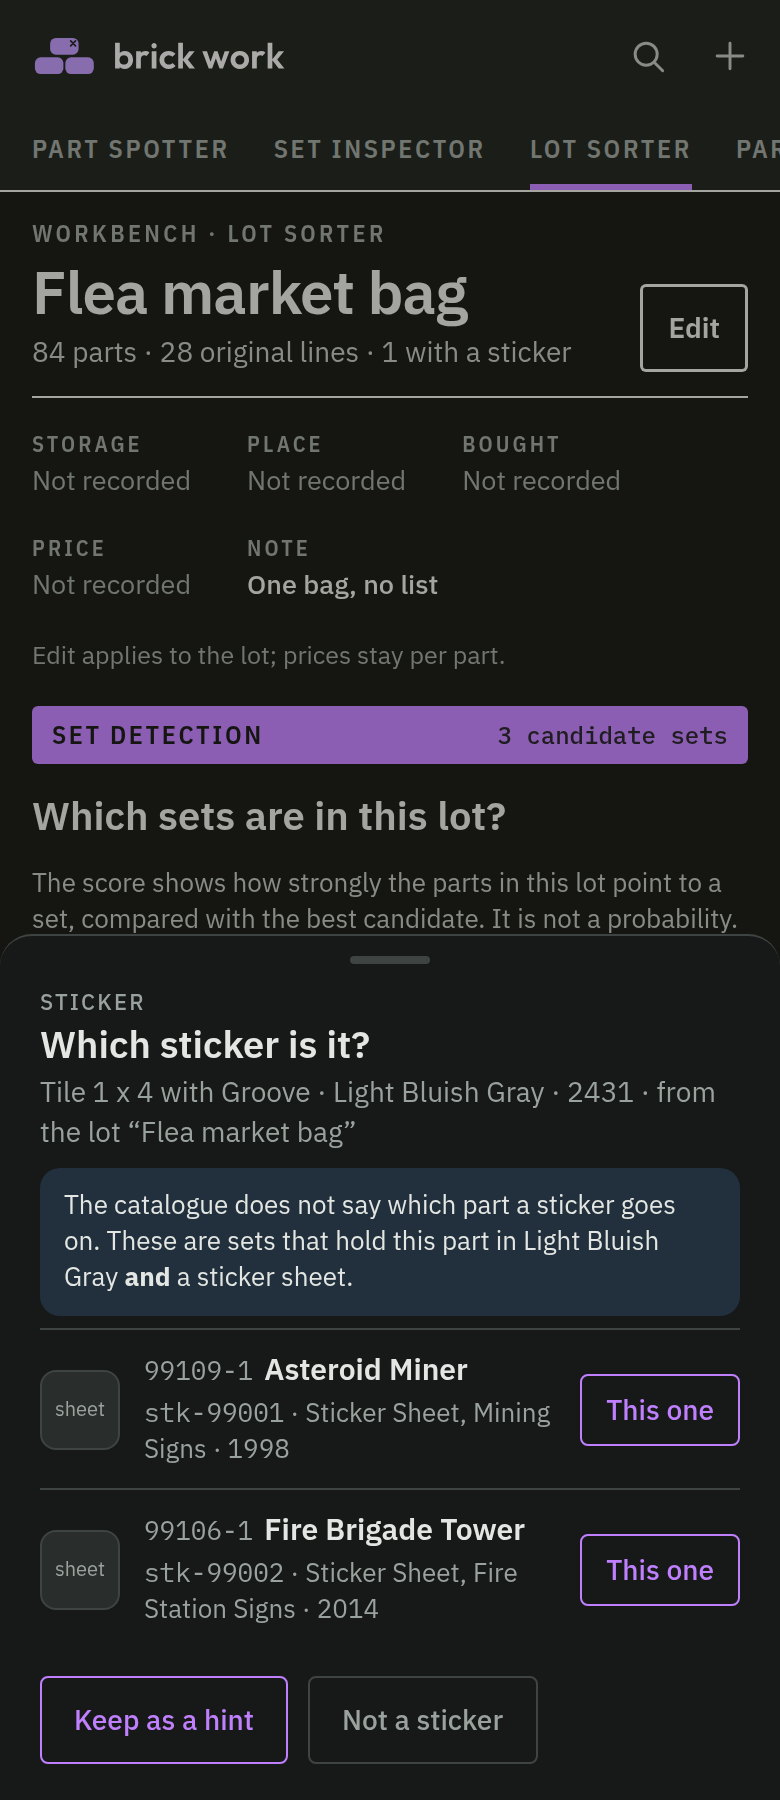 brick work
PART SPOTTER SET INSPECTOR LOT SORTER PAR
WORKBENCH · LOT SORTER
Flea market bag
84 parts · 28 original lines · 1 with a sticker
Edit
STORAGE PLACE BOUGHT
Not recorded Not recorded Not recorded
PRICE NOTE
Not recorded One bag, no list
Edit applies to the lot; prices stay per part.
SET DETECTION 3 candidate sets
Which sets are in this lot?
The score shows how strongly the parts in this lot point to a
set, compared with the best candidate. It is not a probability.
STICKER
Which sticker is it?
Tile 1 x 4 with Groove · Light Bluish Gray · 2431 · from
the lot “Flea market bag”
The catalogue does not say which part a sticker goes
on. These are sets that hold this part in Light Bluish
Gray and a sticker sheet.
sheet
99109-1 Asteroid Miner
stk-99001 · Sticker Sheet, Mining
Signs · 1998
This one
sheet
99106-1 Fire Brigade Tower
stk-99002 · Sticker Sheet, Fire
Station Signs · 2014
This one
Keep as a hint Not a sticker